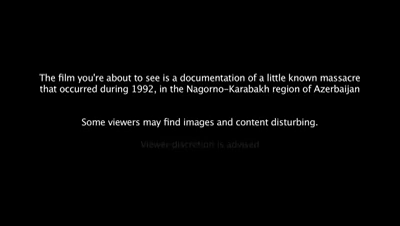 The film you're about to see is a documentation of a little known massacre
that occurred during 1992, in the Nagorno-Karabakh region of Azerbaijan
Some viewers may find images and content disturbing.
Viewer discretion is advised